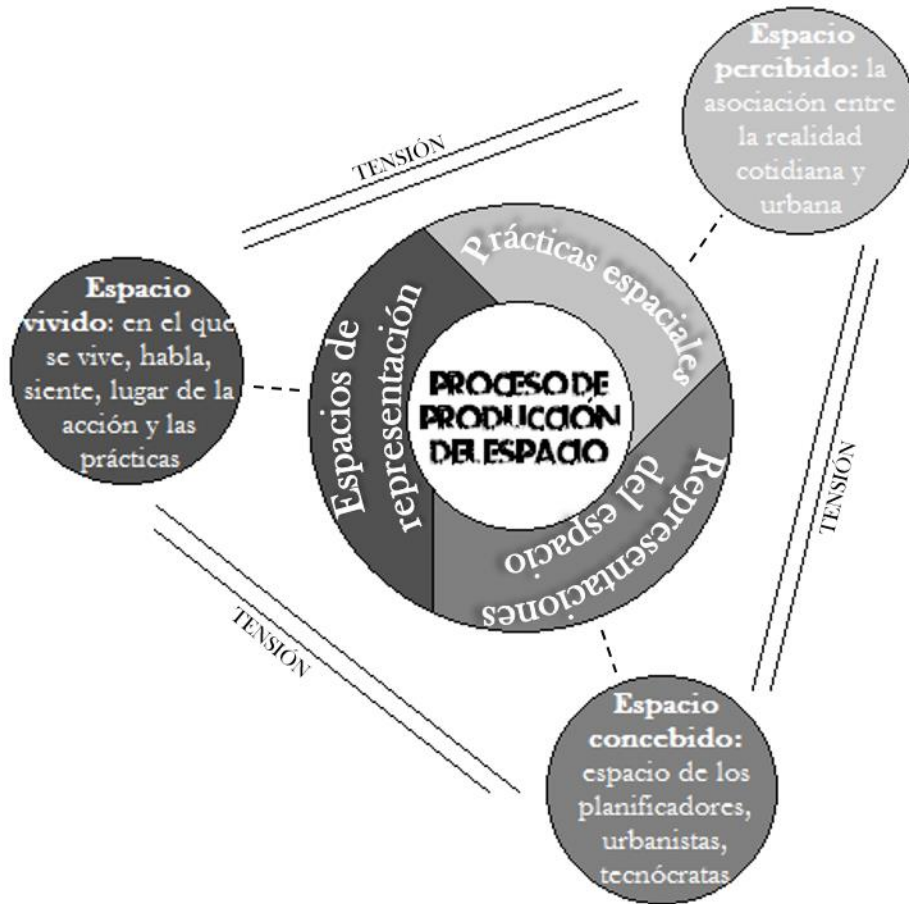 Espacio
percibido: la
asociación entre
la realidad
cotidiana y
urbana
TENSIÓN
Prácticas espaciales
Espacio
vivido: en el que
se vive, habla,
siente, lugar de la
acción y las
prácticas
Espacios de
representación
PROCESO DE
PRODUCCIÓN
DEL ESPACIO
Representaciones
del espacio
TENSIÓN
TENSIÓN
Espacio
concebido:
espacio de los
planificadores,
urbanistas,
tecnócratas